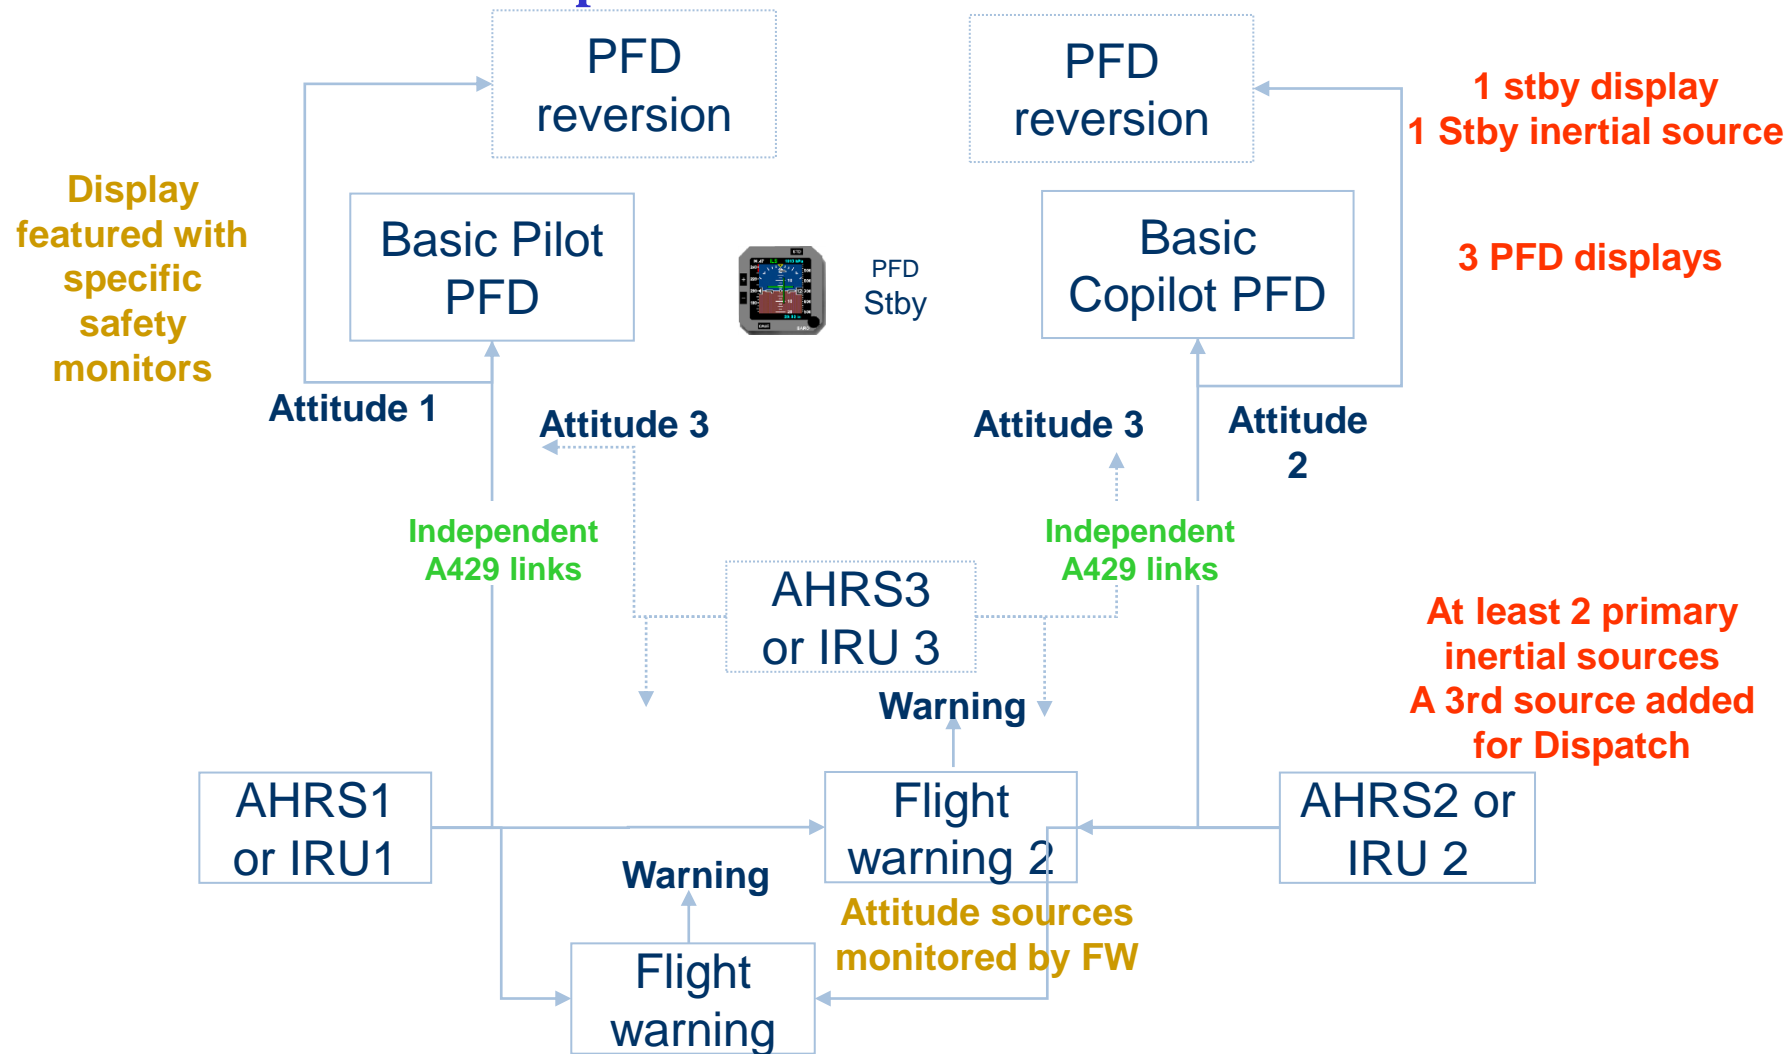 PFD
reversion
PFD
reversion
1 stby display
1 Stby inertial source
Display
featured with
specific
safety
monitors
Basic Pilot
PFD
PFD
Stby
Basic
Copilot PFD
3 PFD displays
Attitude 1
Attitude 3
Attitude 3
Attitude
2
Independent
A429 links
Independent
A429 links
AHRS3
or IRU 3
At least 2 primary
inertial sources
A 3rd source added
for Dispatch
Warning
AHRS1
or IRU1
Flight
warning 2
AHRS2 or
IRU 2
Warning
Attitude sources
monitored by FW
Flight
warning